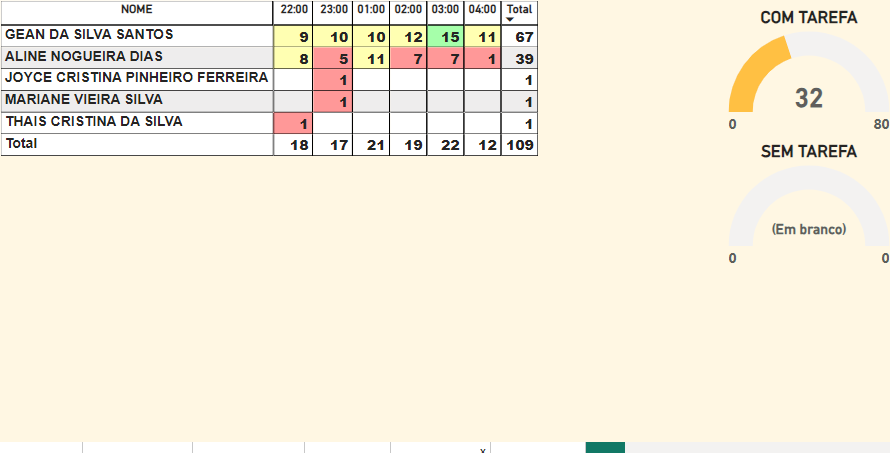 NOME 22:00 23:00 01:00 02:00 03:00 04:00 Total
GEAN DA SILVA SANTOS 9 10 10 12 15 11 67
ALINE NOGUEIRA DIAS 8 5 11 7 7 1 39
JOYCE CRISTINA PINHEIRO FERREIRA 1 1
MARIANE VIEIRA SILVA 1 1
THAIS CRISTINA DA SILVA 1 1
Total 18 17 21 19 22 12 109
COM TAREFA
32
0 80
SEM TAREFA
(Em branco)
0 0
x